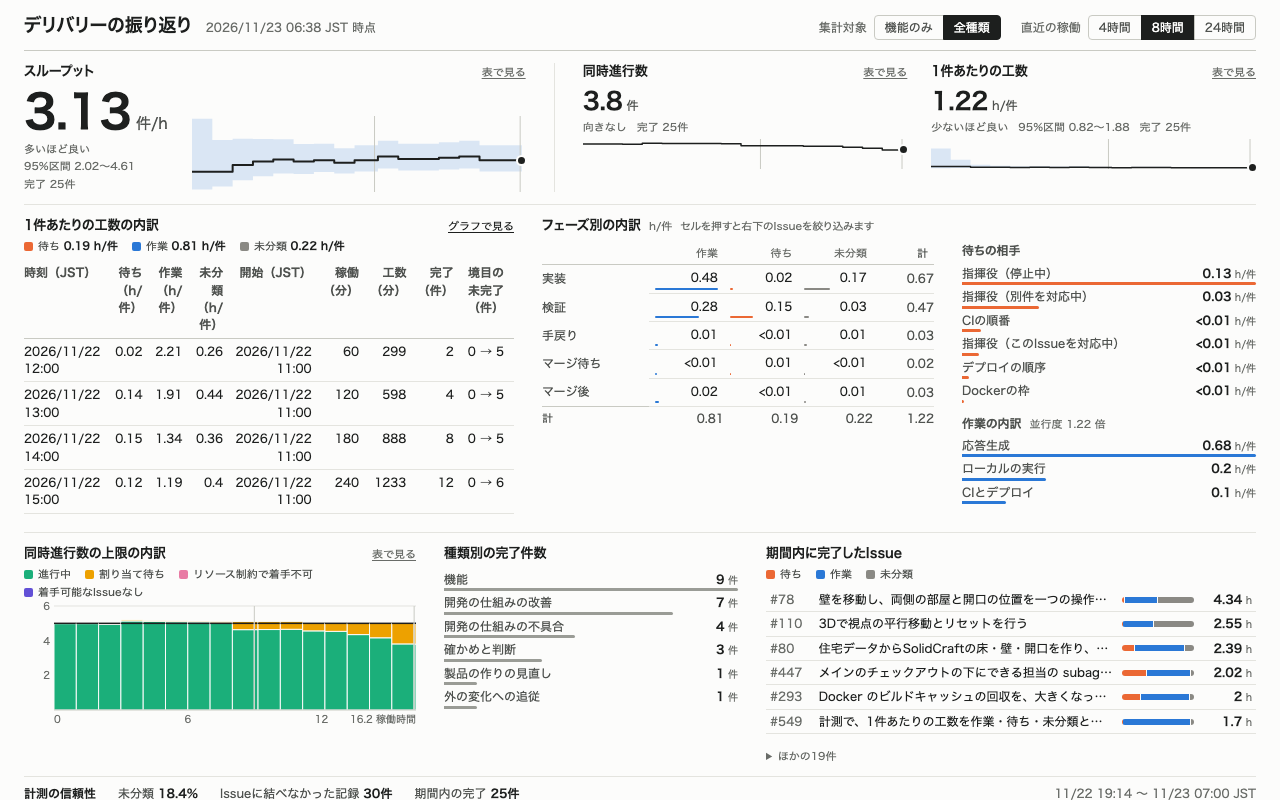 デリバリーの振り返り 2026/11/23 06:38 JST 時点 集計対象 機能のみ 全種類 直近の稼働 4時間 8時間 24時間
スループット 表で見る
3.13 件/h
多いほど良い
95%区間 2.02〜4.61
完了 25件
同時進行数 表で見る
3.8 件
向きなし 完了 25件
1件あたりの工数 表で見る
1.22 h/件
少ないほど良い 95%区間 0.82〜1.88 完了 25件
1件あたりの工数の内訳 グラフで見る
待ち 0.19 h/件 作業 0.81 h/件 未分類 0.22 h/件
時刻（JST） 待ち（h/件） 作業（h/件） 未分類（h/件） 開始（JST） 稼働（分） 工数（分） 完了（件） 境目の未完了（件）
2026/11/22 12:00 0.02 2.21 0.26 2026/11/22 11:00 60 299 2 0 → 5
2026/11/22 13:00 0.14 1.91 0.44 2026/11/22 11:00 120 598 4 0 → 5
2026/11/22 14:00 0.15 1.34 0.36 2026/11/22 11:00 180 888 8 0 → 5
2026/11/22 15:00 0.12 1.19 0.4 2026/11/22 11:00 240 1233 12 0 → 6
フェーズ別の内訳 h/件 セルを押すと右下のIssueを絞り込みます
作業 待ち 未分類 計
実装 0.48 0.02 0.17 0.67
検証 0.28 0.15 0.03 0.47
手戻り 0.01 <0.01 0.01 0.03
マージ待ち <0.01 0.01 <0.01 0.02
マージ後 0.02 <0.01 <0.01 0.03
計 0.81 0.19 0.22 1.22
待ちの相手
指揮役（停止中） 0.13 h/件
指揮役（別件を対応中） 0.03 h/件
CIの順番 <0.01 h/件
指揮役（このIssueを対応中） <0.01 h/件
デプロイの順序 <0.01 h/件
Dockerの枠 <0.01 h/件
作業の内訳 並行度 1.22 倍
応答生成 0.68 h/件
ローカルの実行 0.2 h/件
CIとデプロイ 0.1 h/件
同時進行数の上限の内訳 表で見る
進行中 割り当て待ち リソース制約で着手不可
着手可能なIssueなし
6
4
2
0 6 12 16.2 稼働時間
種類別の完了件数
機能 9 件
開発の仕組みの改善 7 件
開発の仕組みの不具合 4 件
確かめと判断 3 件
製品の作りの見直し 1 件
外の変化への追従 1 件
期間内に完了したIssue
待ち 作業 未分類
#78 壁を移動し、両側の部屋と開口の位置を一つの操作… 4.34 h
#110 3Dで視点の平行移動とリセットを行う 2.55 h
#80 住宅データからSolidCraftの床・壁・開口を作り、… 2.39 h
#447 メインのチェックアウトの下にできる担当の subag… 2.02 h
#293 Docker のビルドキャッシュの回収を、大きくなっ… 2 h
#549 計測で、1件あたりの工数を作業・待ち・未分類と… 1.7 h
▶ ほかの19件
計測の信頼性 未分類 18.4% Issueに結べなかった記録 30件 期間内の完了 25件 11/22 19:14 〜 11/23 07:00 JST